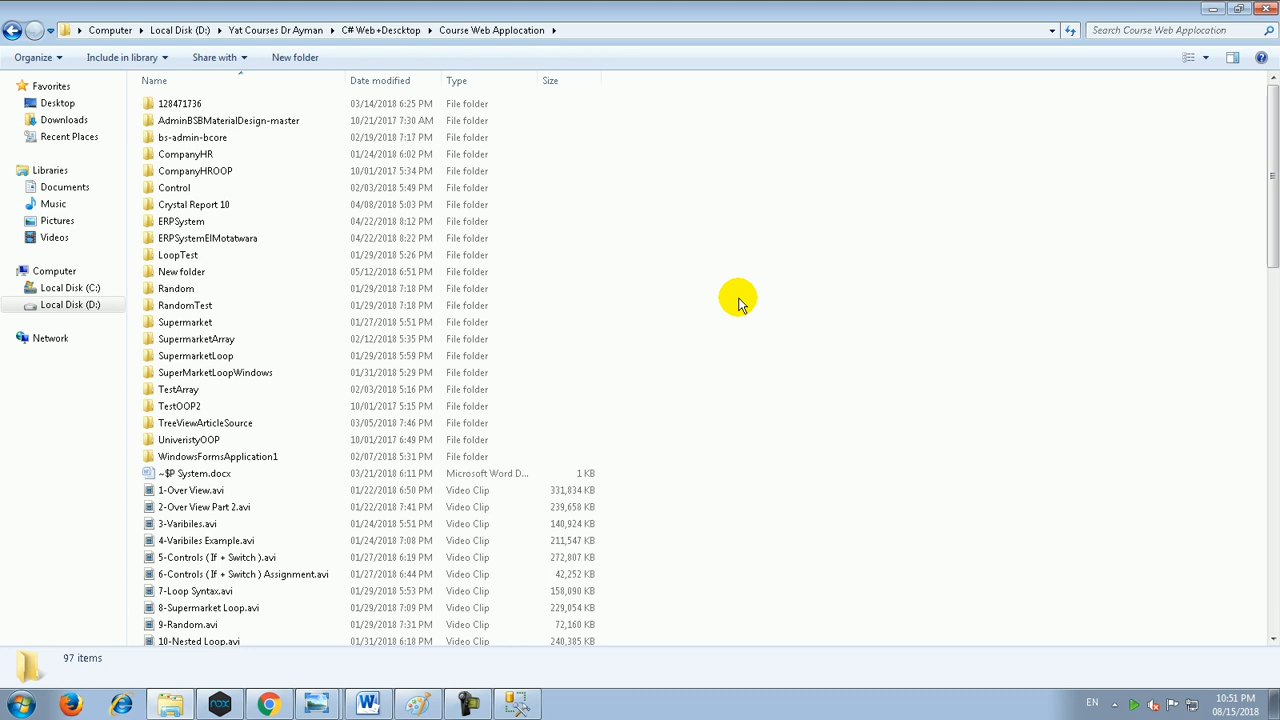 Computer Local Disk (D:) Yat Courses Dr Ayman C# Web+Desktop Course Web Applocation Search Course Web Applocation
Organize Include in library Share with New folder
Name Date modified Type Size
Favorites
Desktop
Downloads
Recent Places
Libraries
Documents
Music
Pictures
Videos
Computer
Local Disk (C:)
Local Disk (D:)
Network
128471736 03/14/2018 6:25 PM File folder
AdminBSBMaterialDesign-master 10/21/2017 7:30 AM File folder
bs-admin-bcore 02/19/2018 7:17 PM File folder
CompanyHR 01/24/2018 6:02 PM File folder
CompanyHROOP 10/01/2017 5:34 PM File folder
Control 02/03/2018 5:49 PM File folder
Crystal Report 10 04/08/2018 5:03 PM File folder
ERPSystem 04/22/2018 8:12 PM File folder
ERPSystemElMotatwara 04/22/2018 8:22 PM File folder
LoopTest 01/29/2018 5:26 PM File folder
New folder 05/12/2018 6:51 PM File folder
Random 01/29/2018 7:18 PM File folder
RandomTest 01/29/2018 7:18 PM File folder
Supermarket 01/27/2018 5:51 PM File folder
SupermarketArray 02/12/2018 5:35 PM File folder
SupermarketLoop 01/29/2018 5:59 PM File folder
SuperMarketLoopWindows 01/31/2018 5:29 PM File folder
TestArray 02/03/2018 5:16 PM File folder
TestOOP2 10/01/2017 5:15 PM File folder
TreeViewArticleSource 03/05/2018 7:46 PM File folder
UniveristyOOP 10/01/2017 6:49 PM File folder
WindowsFormsApplication1 02/07/2018 5:31 PM File folder
~$P System.docx 03/21/2018 6:11 PM Microsoft Word D... 1 KB
1-Over View.avi 01/22/2018 6:50 PM Video Clip 331,834 KB
2-Over View Part 2.avi 01/22/2018 7:41 PM Video Clip 239,658 KB
3-Varibiles.avi 01/24/2018 5:51 PM Video Clip 140,924 KB
4-Varibiles Example.avi 01/24/2018 7:08 PM Video Clip 211,547 KB
5-Controls ( If + Switch ).avi 01/27/2018 6:19 PM Video Clip 272,807 KB
6-Controls ( If + Switch ) Assignment.avi 01/27/2018 6:44 PM Video Clip 42,252 KB
7-Loop Syntax.avi 01/29/2018 5:53 PM Video Clip 158,090 KB
8-Supermarket Loop.avi 01/29/2018 7:09 PM Video Clip 229,054 KB
9-Random.avi 01/29/2018 7:31 PM Video Clip 72,160 KB
10-Nested Loop.avi 01/31/2018 6:18 PM Video Clip 240,385 KB
97 items
nox
EN
10:51 PM
08/15/2018